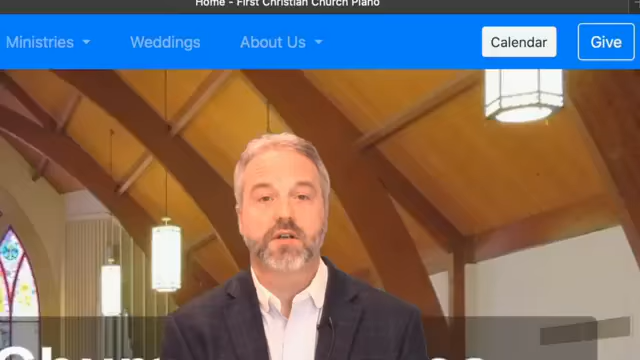 Home - First Christian Church Plano
Ministries
Weddings
About Us
Calendar
Give